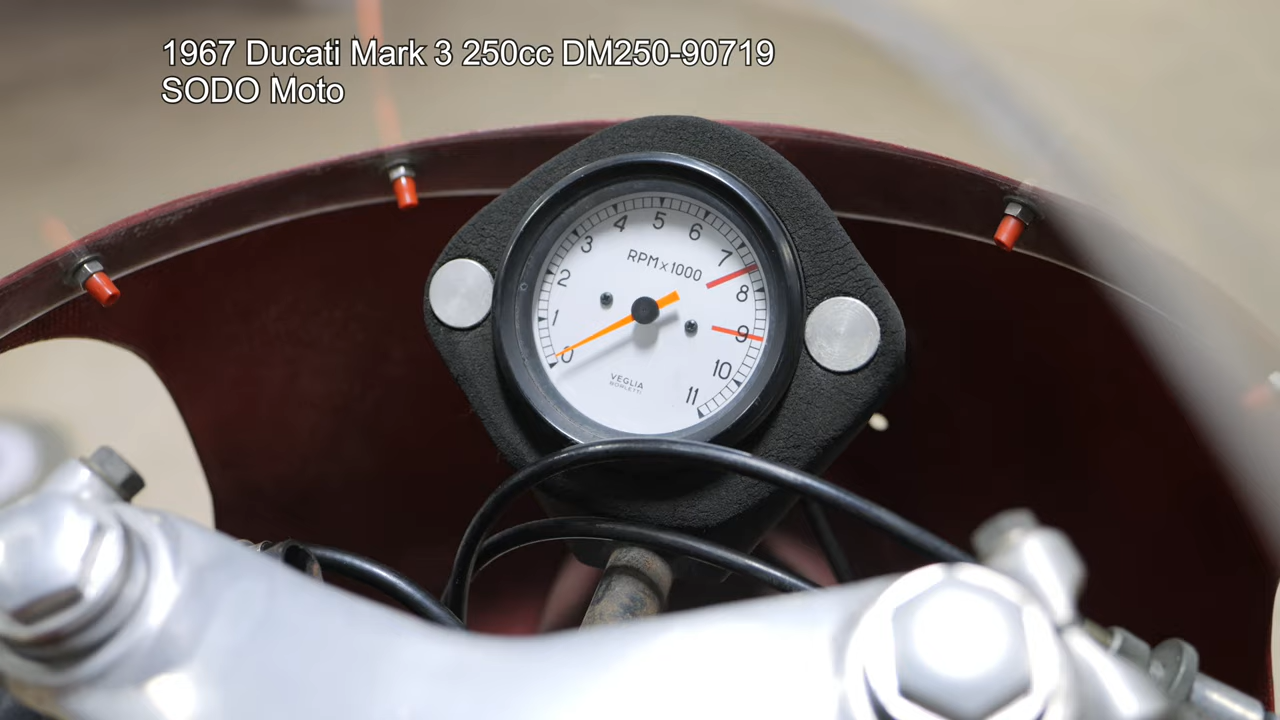 1967 Ducati Mark 3 250cc DM250-90719
SODO Moto
0
1
2
3
4
5
6
7
8
9
10
11
RPM x 1000
VEGLIA
BORLETTI